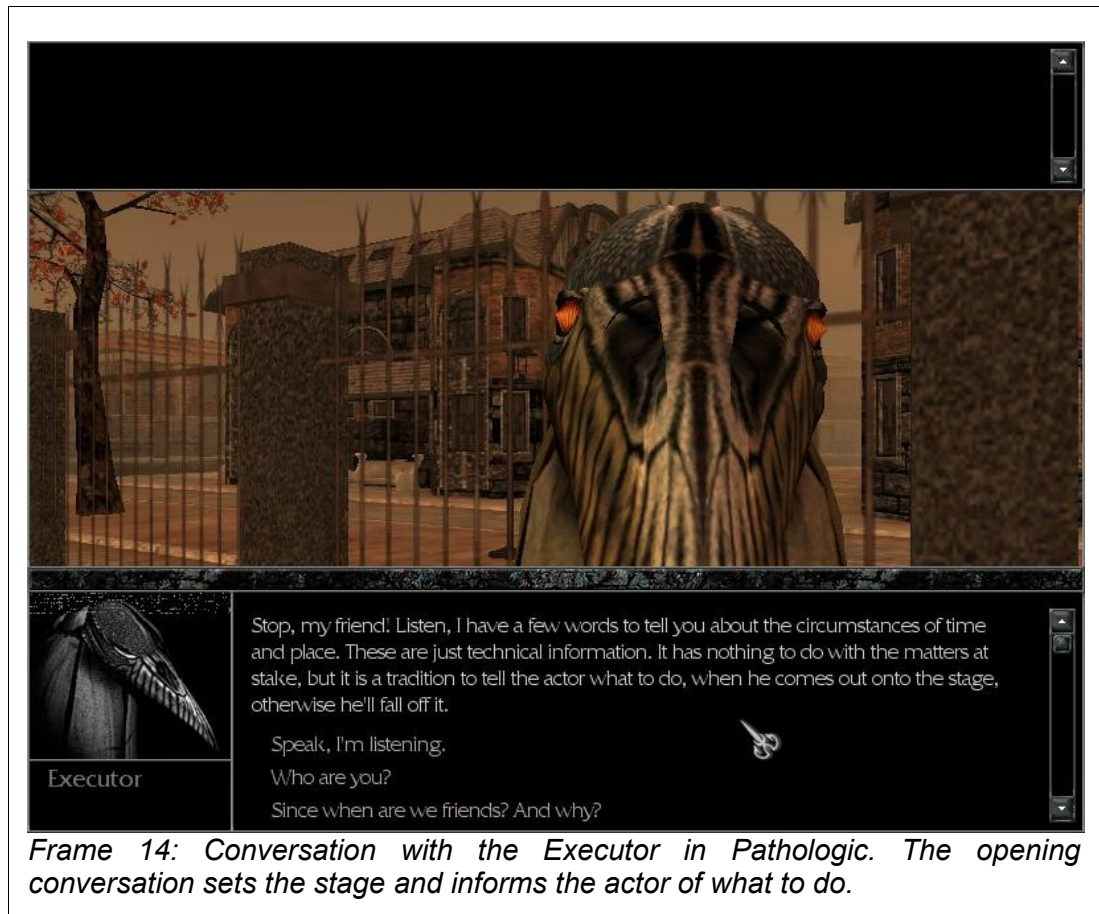 Stop, my friend! Listen, I have a few words to tell you about the circumstances of time
and place. These are just technical information. It has nothing to do with the matters at
stake, but it is a tradition to tell the actor what to do, when he comes out onto the stage,
otherwise he'll fall off it.
Speak, I'm listening.
Who are you?
Since when are we friends? And why?
Executor
Frame 14: Conversation with the Executor in Pathologic. The opening
conversation sets the stage and informs the actor of what to do.